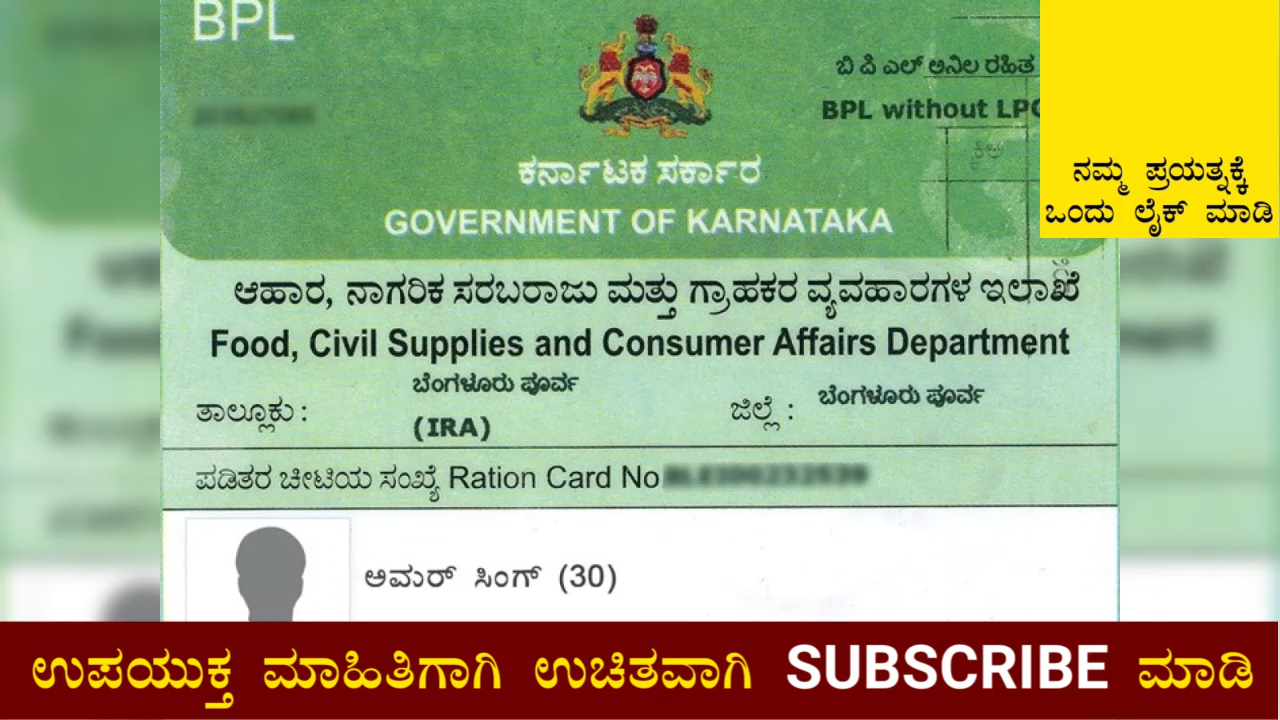 BPL
ಬಿ ಪಿ ಎಲ್ ಅನಿಲ ರಹಿತ
BPL without LPG
ಕರ್ನಾಟಕ ಸರ್ಕಾರ
GOVERNMENT OF KARNATAKA
ನಮ್ಮ ಪ್ರಯತ್ನಕ್ಕೆ
ಒಂದು ಲೈಕ್ ಮಾಡಿ
ಆಹಾರ, ನಾಗರಿಕ ಸರಬರಾಜು ಮತ್ತು ಗ್ರಾಹಕರ ವ್ಯವಹಾರಗಳ ಇಲಾಖೆ
Food, Civil Supplies and Consumer Affairs Department
ತಾಲ್ಲೂಕು : ಬೆಂಗಳೂರು ಪೂರ್ವ ಜಿಲ್ಲೆ : ಬೆಂಗಳೂರು ಪೂರ್ವ
(IRA)
ಪಡಿತರ ಚೀಟಿಯ ಸಂಖ್ಯೆ Ration Card No
ಅಮರ್ ಸಿಂಗ್ (30)
ಉಪಯುಕ್ತ ಮಾಹಿತಿಗಾಗಿ ಉಚಿತವಾಗಿ SUBSCRIBE ಮಾಡಿ